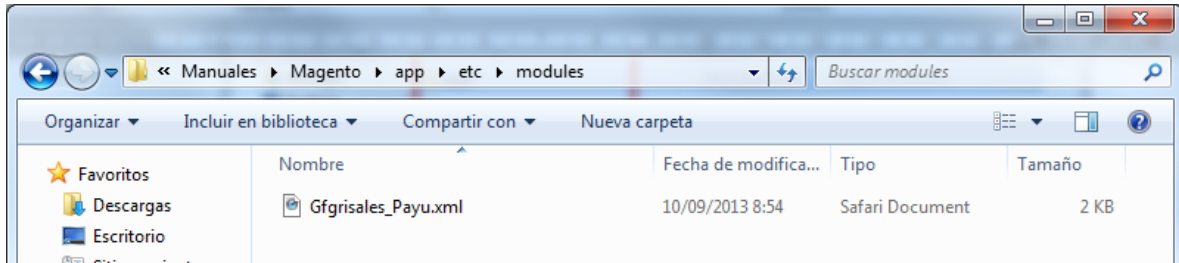 « Manuales ▸ Magento ▸ app ▸ etc ▸ modules
Buscar modules
Organizar Incluir en biblioteca Compartir con Nueva carpeta
Favoritos
Descargas
Escritorio
Nombre Fecha de modifica... Tipo Tamaño
Gfgrisales_Payu.xml 10/09/2013 8:54 Safari Document 2 KB